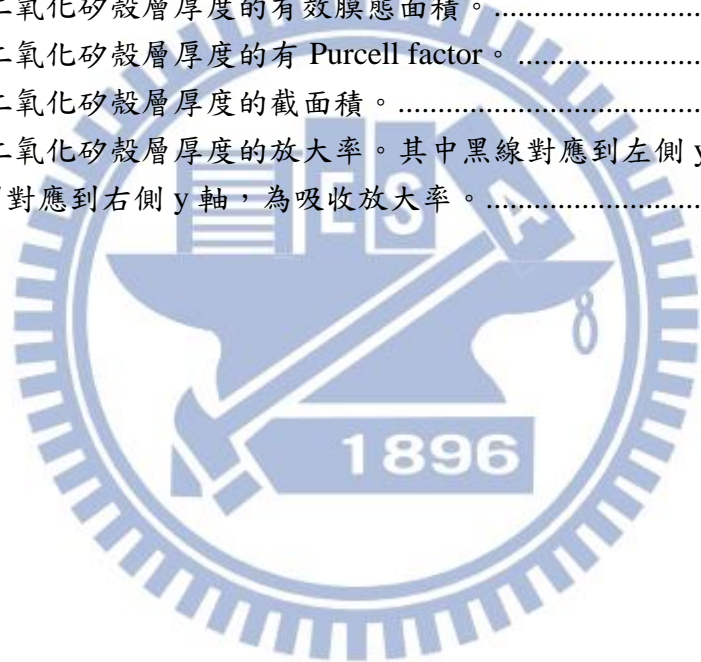 二氧化矽殼層厚度的有效膜態面積。............................
二氧化矽殼層厚度的有 Purcell factor。.........................
二氧化矽殼層厚度的截面積。........................................
二氧化矽殼層厚度的放大率。其中黑線對應到左側 y
對應到右側 y 軸，為吸收放大率。.............................
E S A
1896